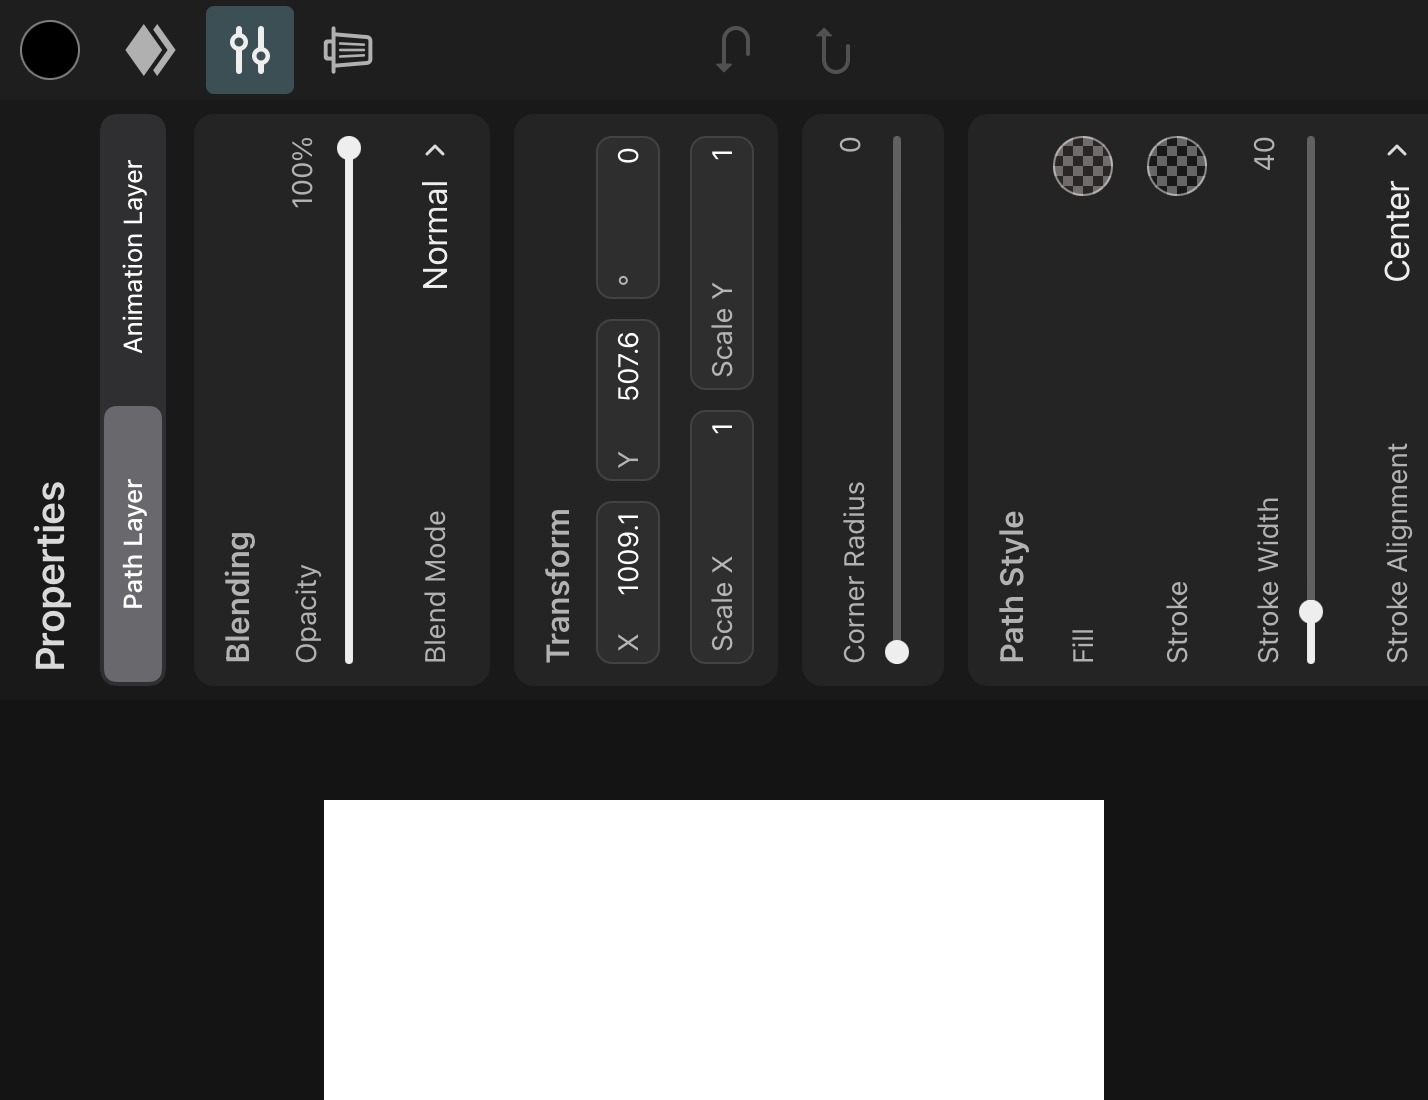 Properties
Path Layer
Animation Layer
Blending
Opacity 100%
Blend Mode Normal
Transform
X 1009.1 Y 507.6 ° 0
Scale X 1 Scale Y 1
Corner Radius 0
Path Style
Fill
Stroke
Stroke Width 40
Stroke Alignment Center